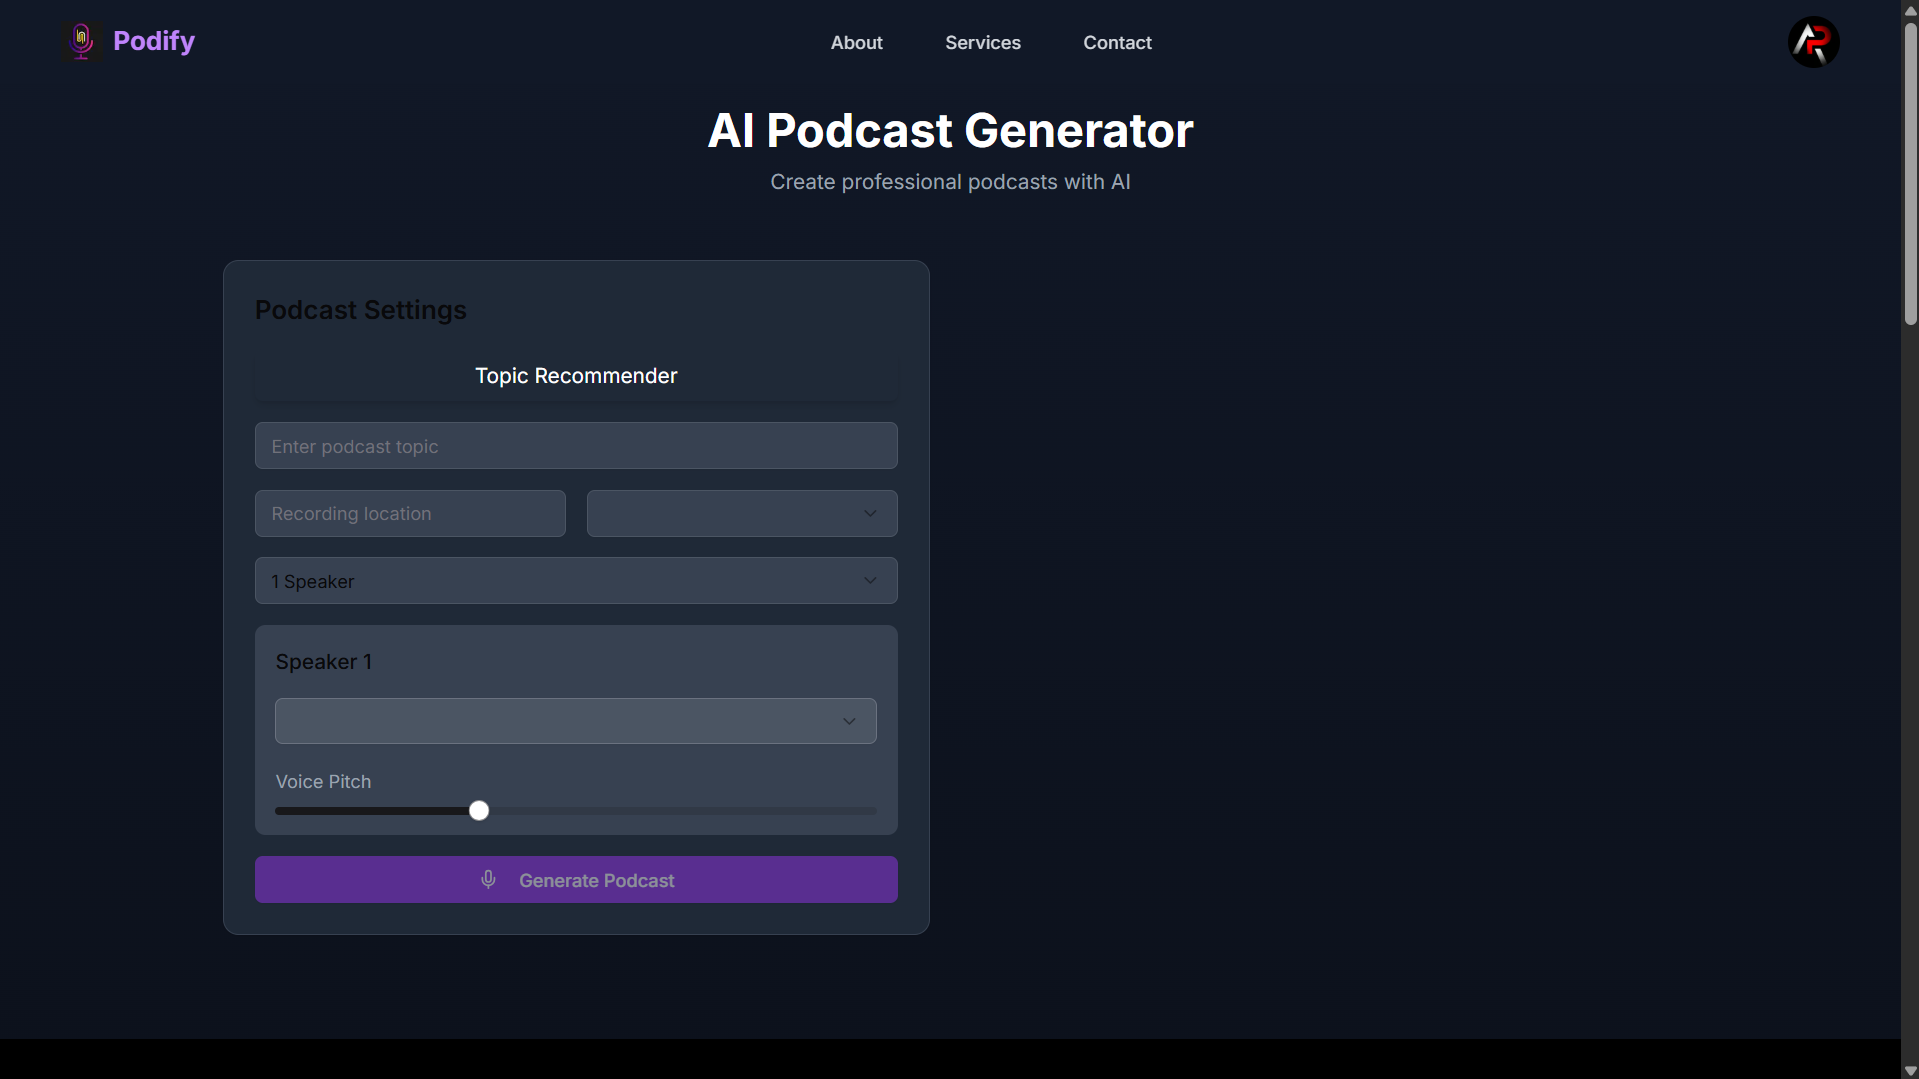 Podify
About
Services
Contact
AI Podcast Generator
Create professional podcasts with AI
Podcast Settings
Topic Recommender
Enter podcast topic
Recording location
1 Speaker
Speaker 1
Voice Pitch
Generate Podcast